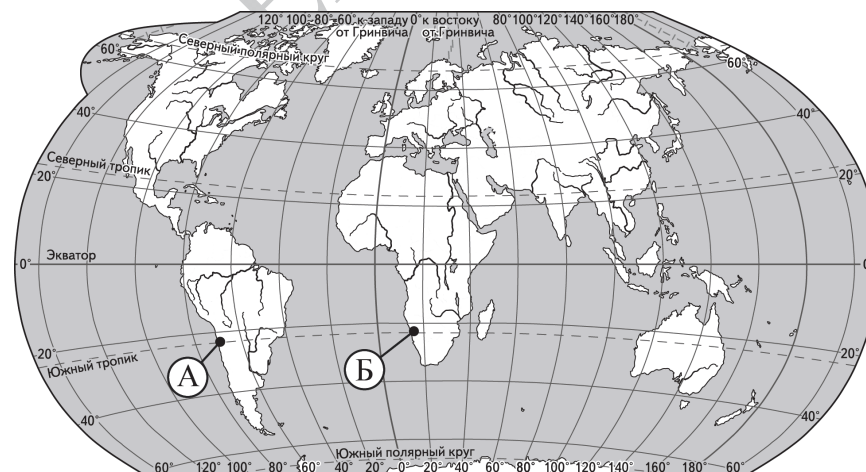 120° 100° 80° 60° к западу 0° к востоку 80° 100° 120° 140° 160° 180°
от Гринвича от Гринвича
60° Северный полярный круг 60°
40° 40°
Северный тропик
20° 20°
Экватор
0° 0
А Б
20° 20°
Южный тропик
40° 40°
Южный полярный круг
60° 120° 100° 80° 60° 40° 20° 0° 20° 40° 60° 80° 100° 120° 140° 160° 180° 60°